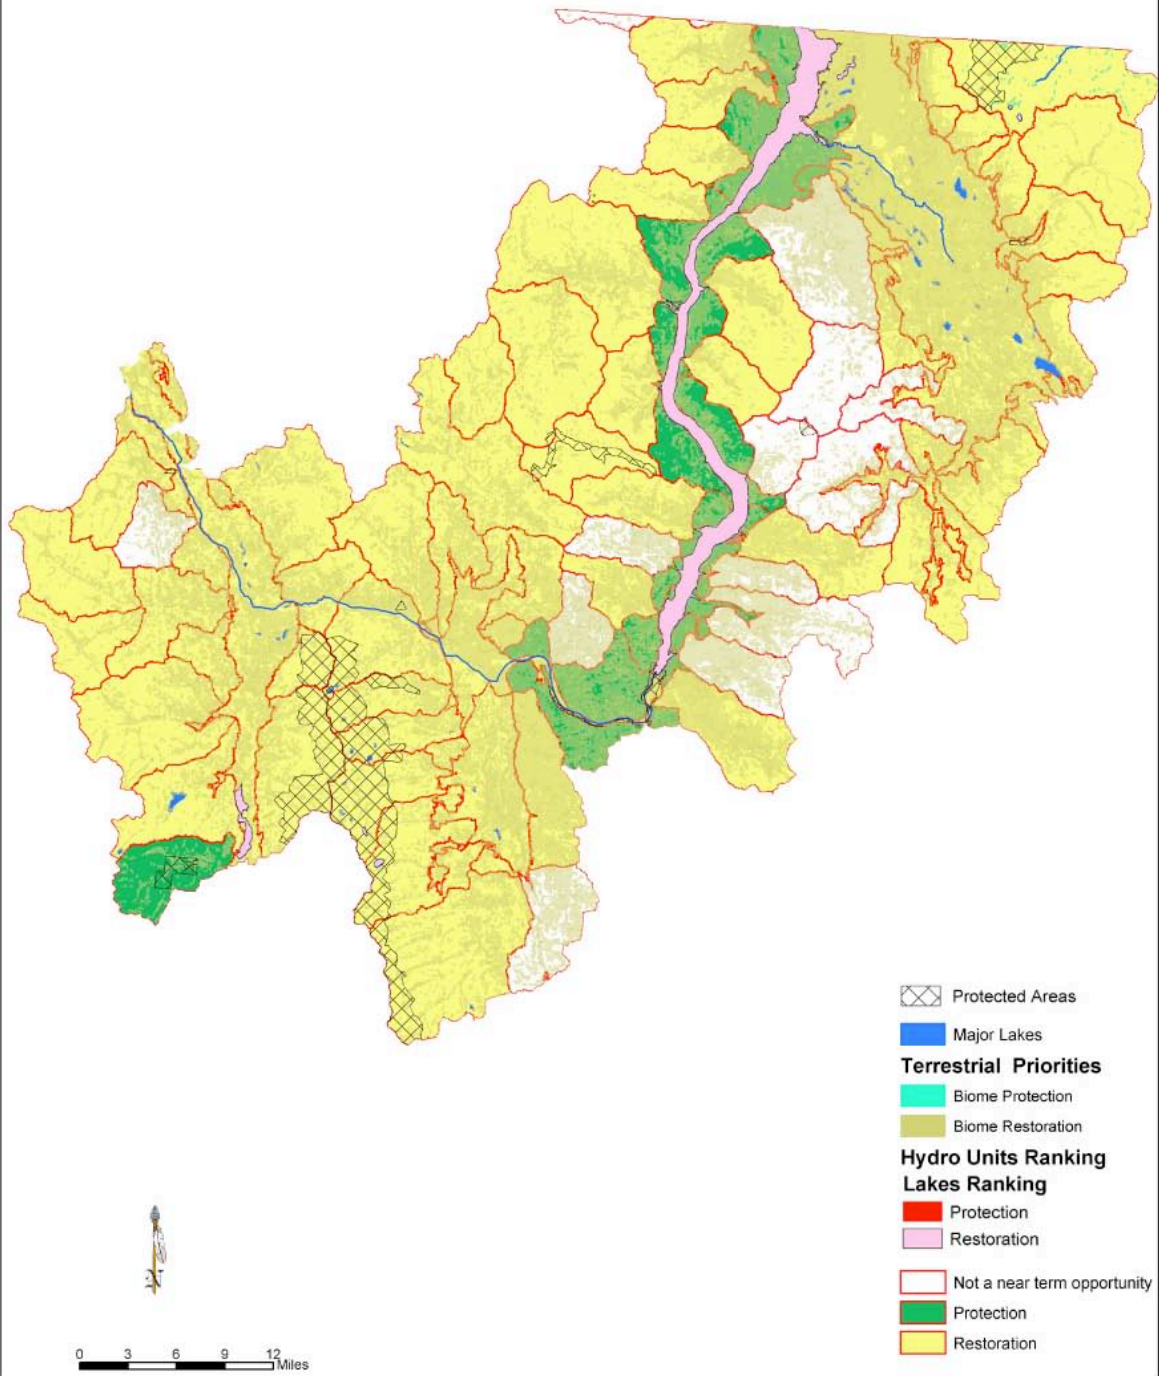 Protected Areas
Major Lakes
Terrestrial Priorities
Biome Protection
Biome Restoration
Hydro Units Ranking
Lakes Ranking
Protection
Restoration
Not a near term opportunity
Protection
Restoration
N
0 3 6 9 12
Miles